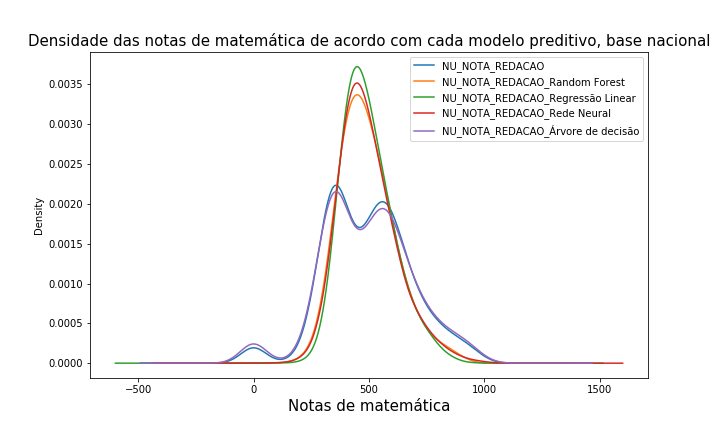 Densidade das notas de matemática de acordo com cada modelo preditivo, base nacional
NU_NOTA_REDACAO
NU_NOTA_REDACAO_Random Forest
NU_NOTA_REDACAO_Regressão Linear
NU_NOTA_REDACAO_Rede Neural
NU_NOTA_REDACAO_Árvore de decisão
Density
0.0035
0.0030
0.0025
0.0020
0.0015
0.0010
0.0005
0.0000
−500 0 500 1000 1500
Notas de matemática